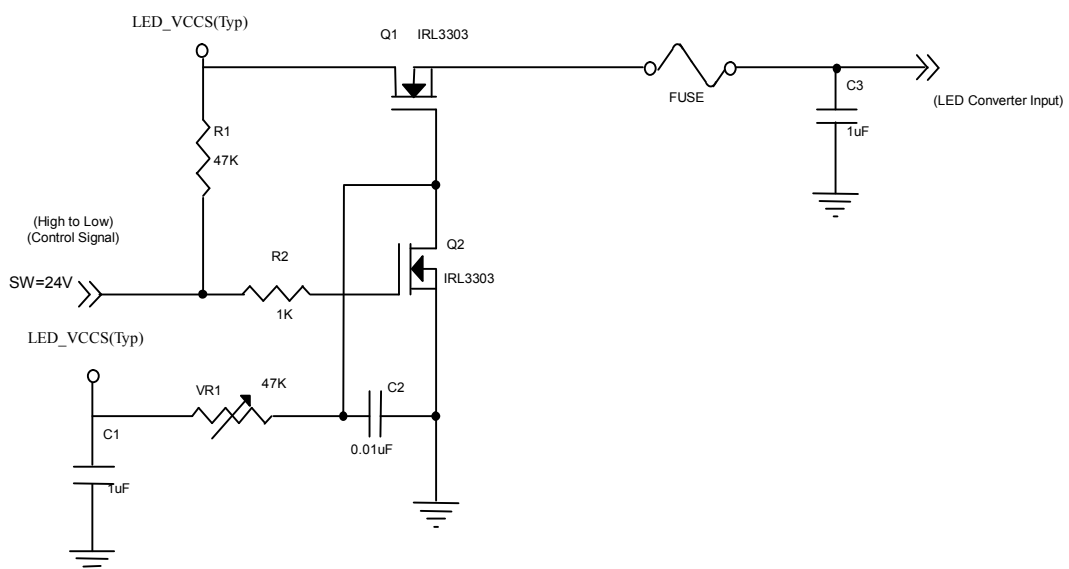 LED_VCCS(Typ)
Q1 IRL3303
FUSE
C3
(LED Converter Input)
1uF
R1
47K
(High to Low)
(Control Signal)
SW=24V
R2
1K
Q2
IRL3303
LED_VCCS(Typ)
VR1
47K
C2
0.01uF
C1
1uF